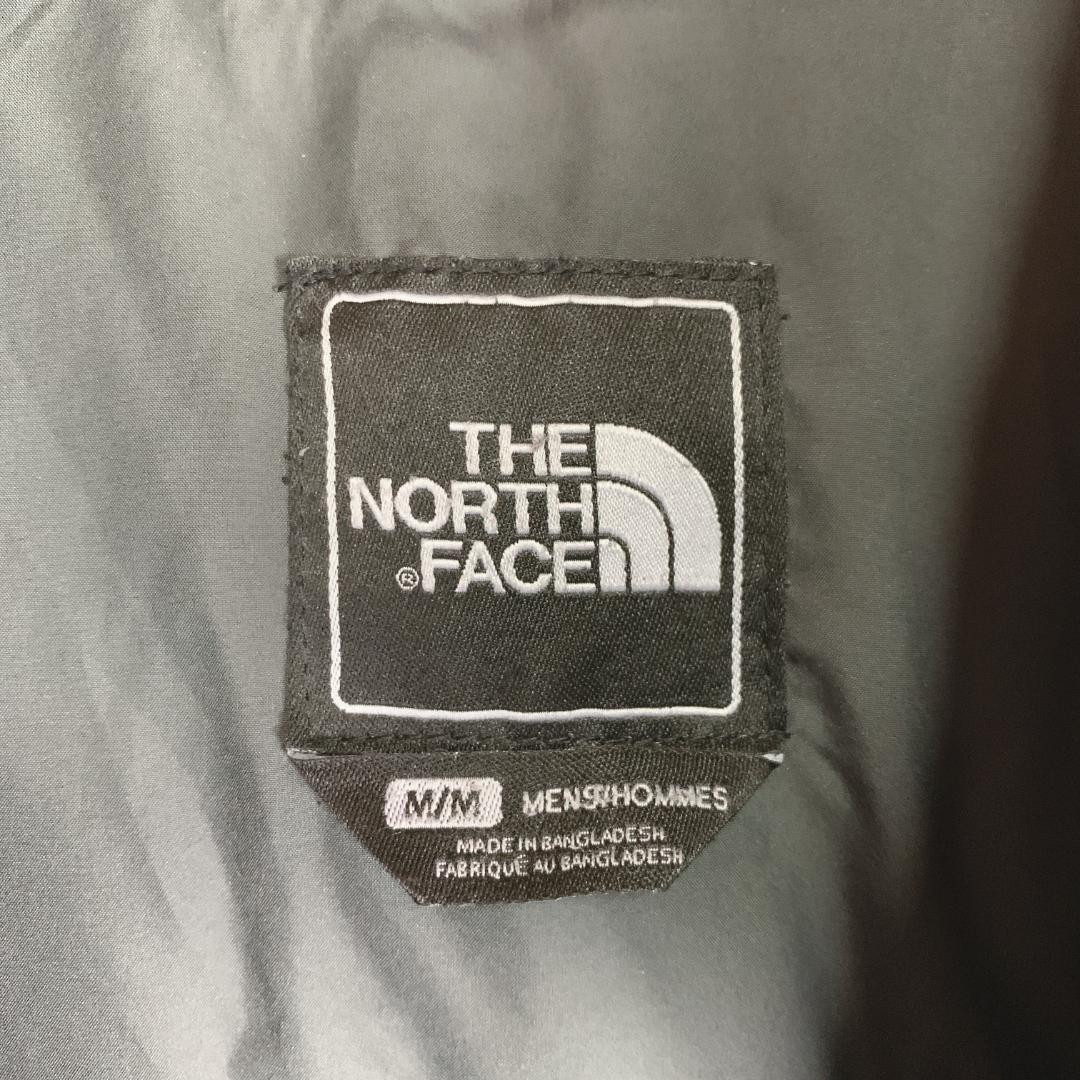 THE
NORTH
®FACE
M/M MENS/HOMMES
MADE IN BANGLADESH
FABRIQUÉ AU BANGLADESH